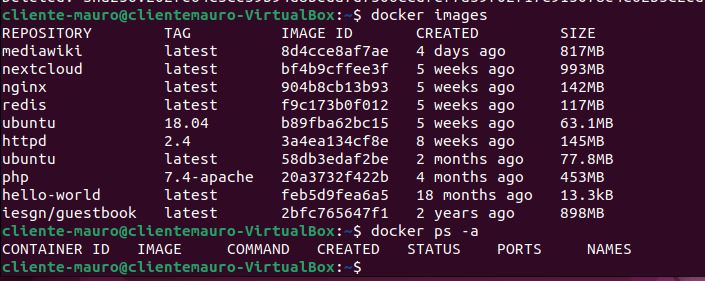 cliente-mauro@clientemauro-VirtualBox:~$ docker images
REPOSITORY TAG IMAGE ID CREATED SIZE
mediawiki latest 8d4cce8af7ae 4 days ago 817MB
nextcloud latest bf4b9cffee3f 5 weeks ago 993MB
nginx latest 904b8cb13b93 5 weeks ago 142MB
redis latest f9c173b0f012 5 weeks ago 117MB
ubuntu 18.04 b89fba62bc15 5 weeks ago 63.1MB
httpd 2.4 3a4ea134cf8e 8 weeks ago 145MB
ubuntu latest 58db3edaf2be 2 months ago 77.8MB
php 7.4-apache 20a3732f422b 4 months ago 453MB
hello-world latest feb5d9fea6a5 18 months ago 13.3kB
iesgn/guestbook latest 2bfc765647f1 2 years ago 898MB
cliente-mauro@clientemauro-VirtualBox:~$ docker ps -a
CONTAINER ID IMAGE COMMAND CREATED STATUS PORTS NAMES
cliente-mauro@clientemauro-VirtualBox:~$